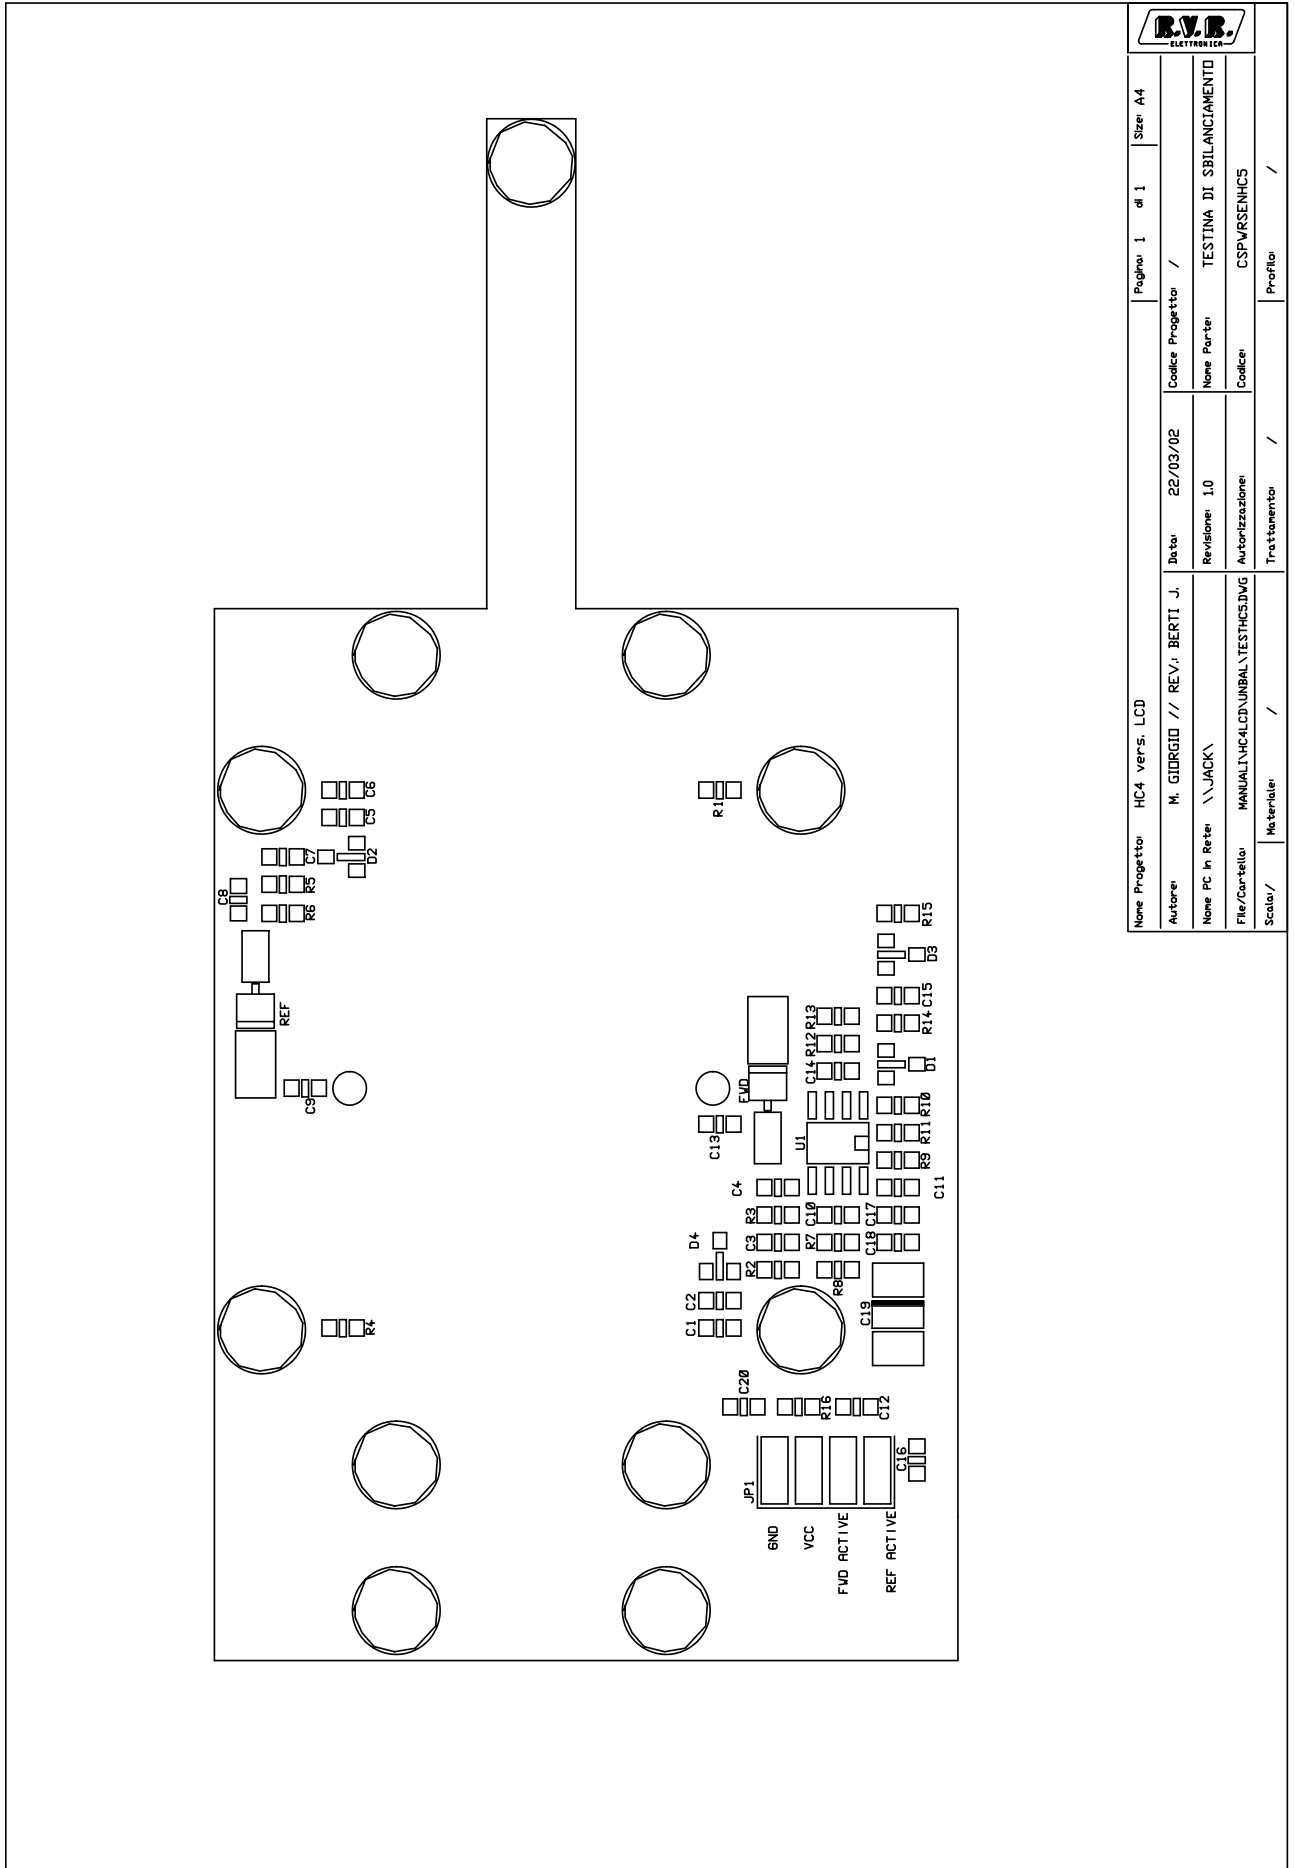 R.V.R.
ELETTRONICA
Nome Progetto: HC4 vers. LCD
Pagina: 1 di 1
Size: A4
Autore: M. GIORGIO // REV.: BERTI J.
Data: 22/03/02
Codice Progetto: /
Nome PC in Rete: \\JACK\
Revisione: 1.0
Nome Parte: TESTINA DI SBILANCIAMENTO
File/Cartella: MANUALI\HC4LCD\UNBAL\TESTHC5.DWG
Autorizzazione:
Codice: CSPWRSENHC5
Scala: /
Materiale: /
Trattamento: /
Profilo: /
C6
C5
R1
C7
D2
R5
C8
R6
R15
D3
REF
C15
R13
R14
R12
C14
D1
FWD
C9
R10
C13
U1
R11
R9
C4
C11
R3
C10
C17
D4
C3
R7
C18
R2
R8
C2
C19
C1
R4
C20
R16
C12
C16
JP1
GND
VCC
FWD ACTIVE
REF ACTIVE